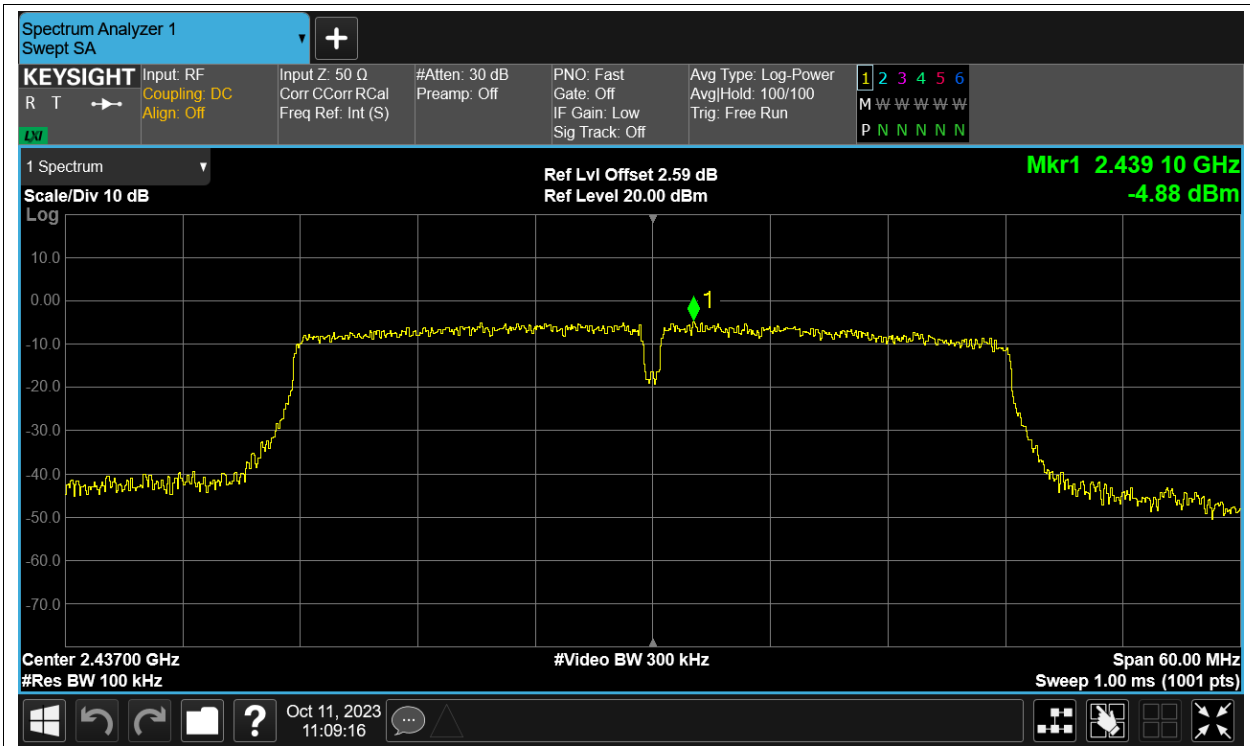 Spectrum Analyzer 1
Swept SA
KEYSIGHT
R T
LXI
Input: RF
Coupling: DC
Align: Off
Input Z: 50 Ω
Corr CCorr RCal
Freq Ref: Int (S)
#Atten: 30 dB
Preamp: Off
PNO: Fast
Gate: Off
IF Gain: Low
Sig Track: Off
Avg Type: Log-Power
Avg|Hold: 100/100
Trig: Free Run
1 2 3 4 5 6
M W W W W W
P N N N N N
1 Spectrum
Scale/Div 10 dB
Ref Lvl Offset 2.59 dB
Ref Level 20.00 dBm
Mkr1 2.439 10 GHz
-4.88 dBm
Log
10.0
0.00
-10.0
-20.0
-30.0
-40.0
-50.0
-60.0
-70.0
1
Center 2.43700 GHz
#Res BW 100 kHz
#Video BW 300 kHz
Span 60.00 MHz
Sweep 1.00 ms (1001 pts)
?
Oct 11, 2023
11:09:16